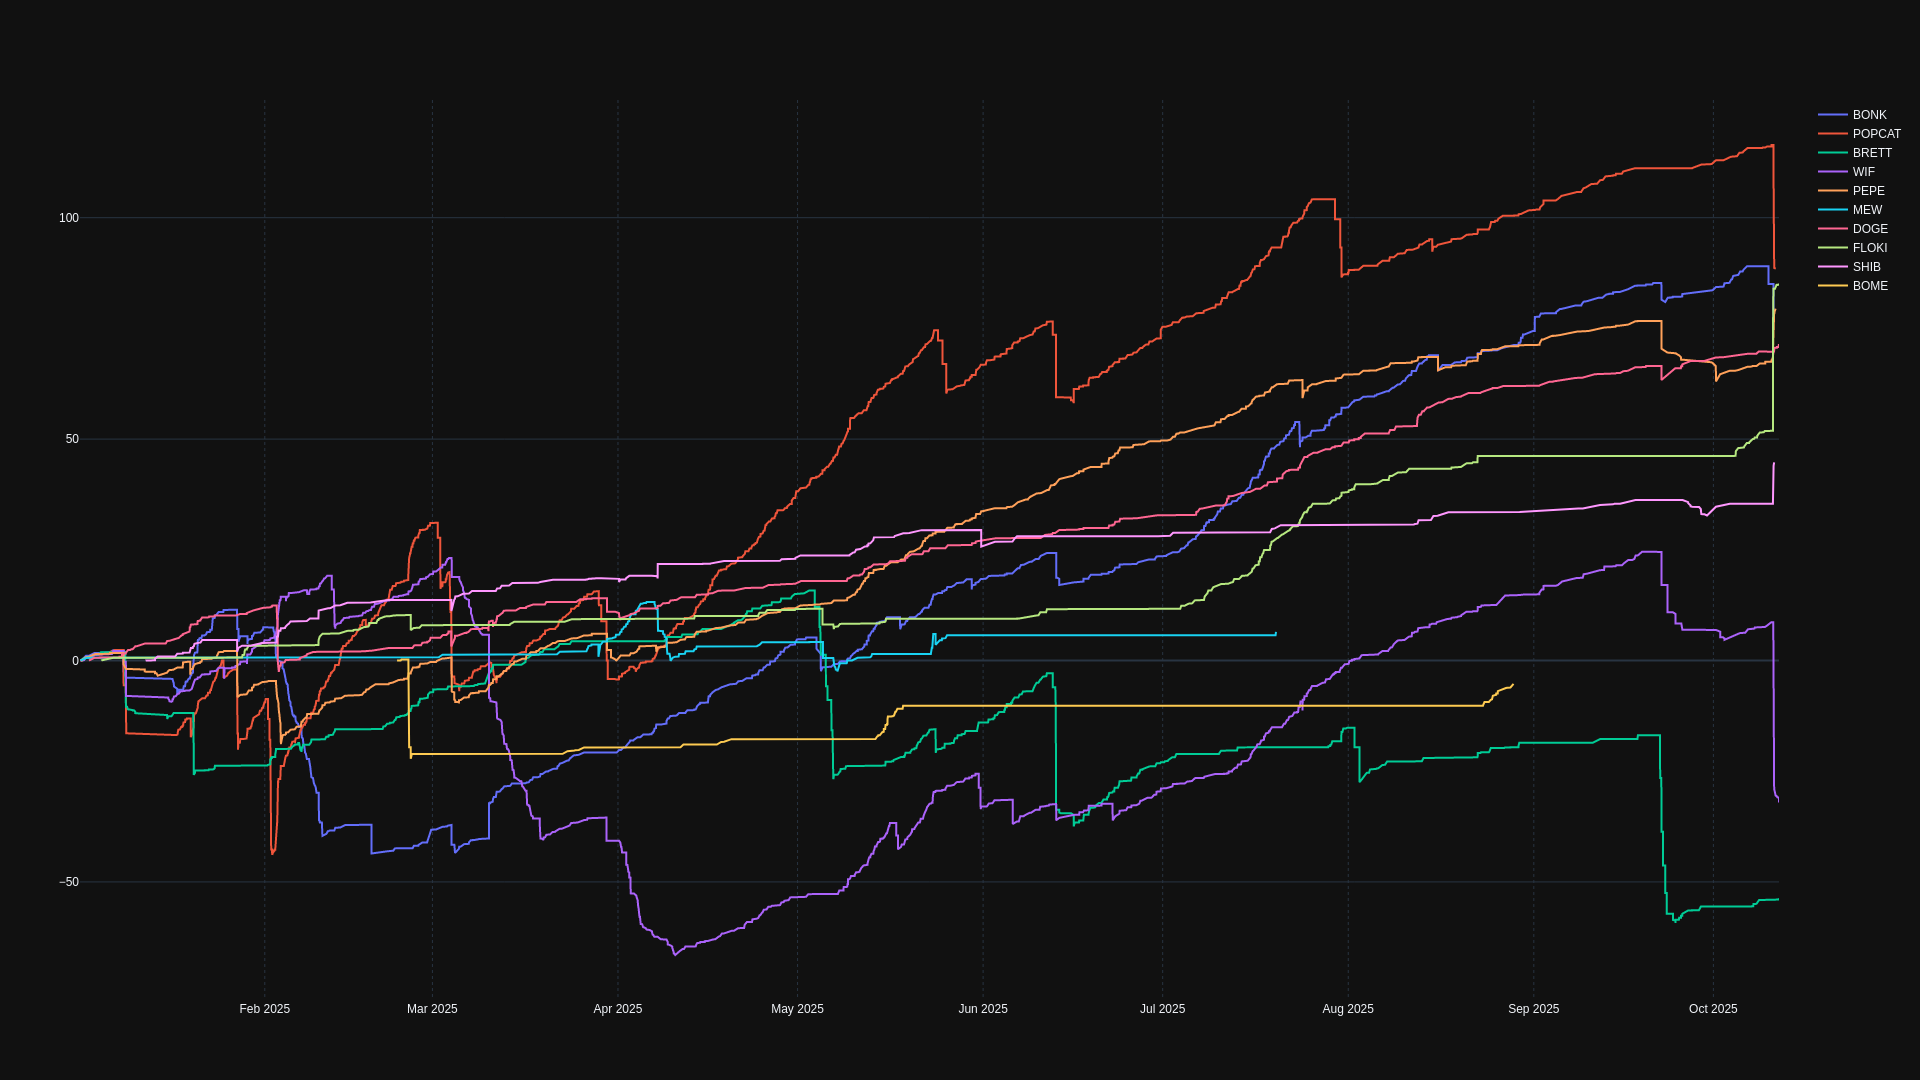 BONK
POPCAT
BRETT
WIF
PEPE
MEW
DOGE
FLOKI
SHIB
BOME
100
50
0
−50
Feb 2025
Mar 2025
Apr 2025
May 2025
Jun 2025
Jul 2025
Aug 2025
Sep 2025
Oct 2025